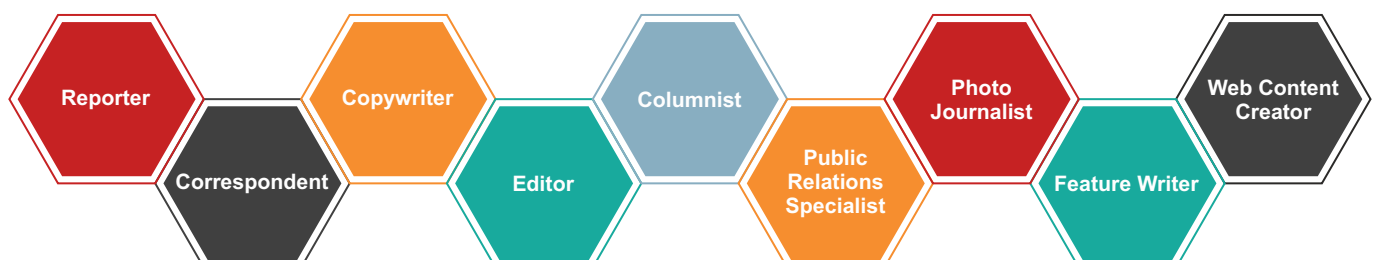 Reporter
Correspondent
Copywriter
Editor
Columnist
Public
Relations
Specialist
Photo
Journalist
Feature Writer
Web Content
Creator